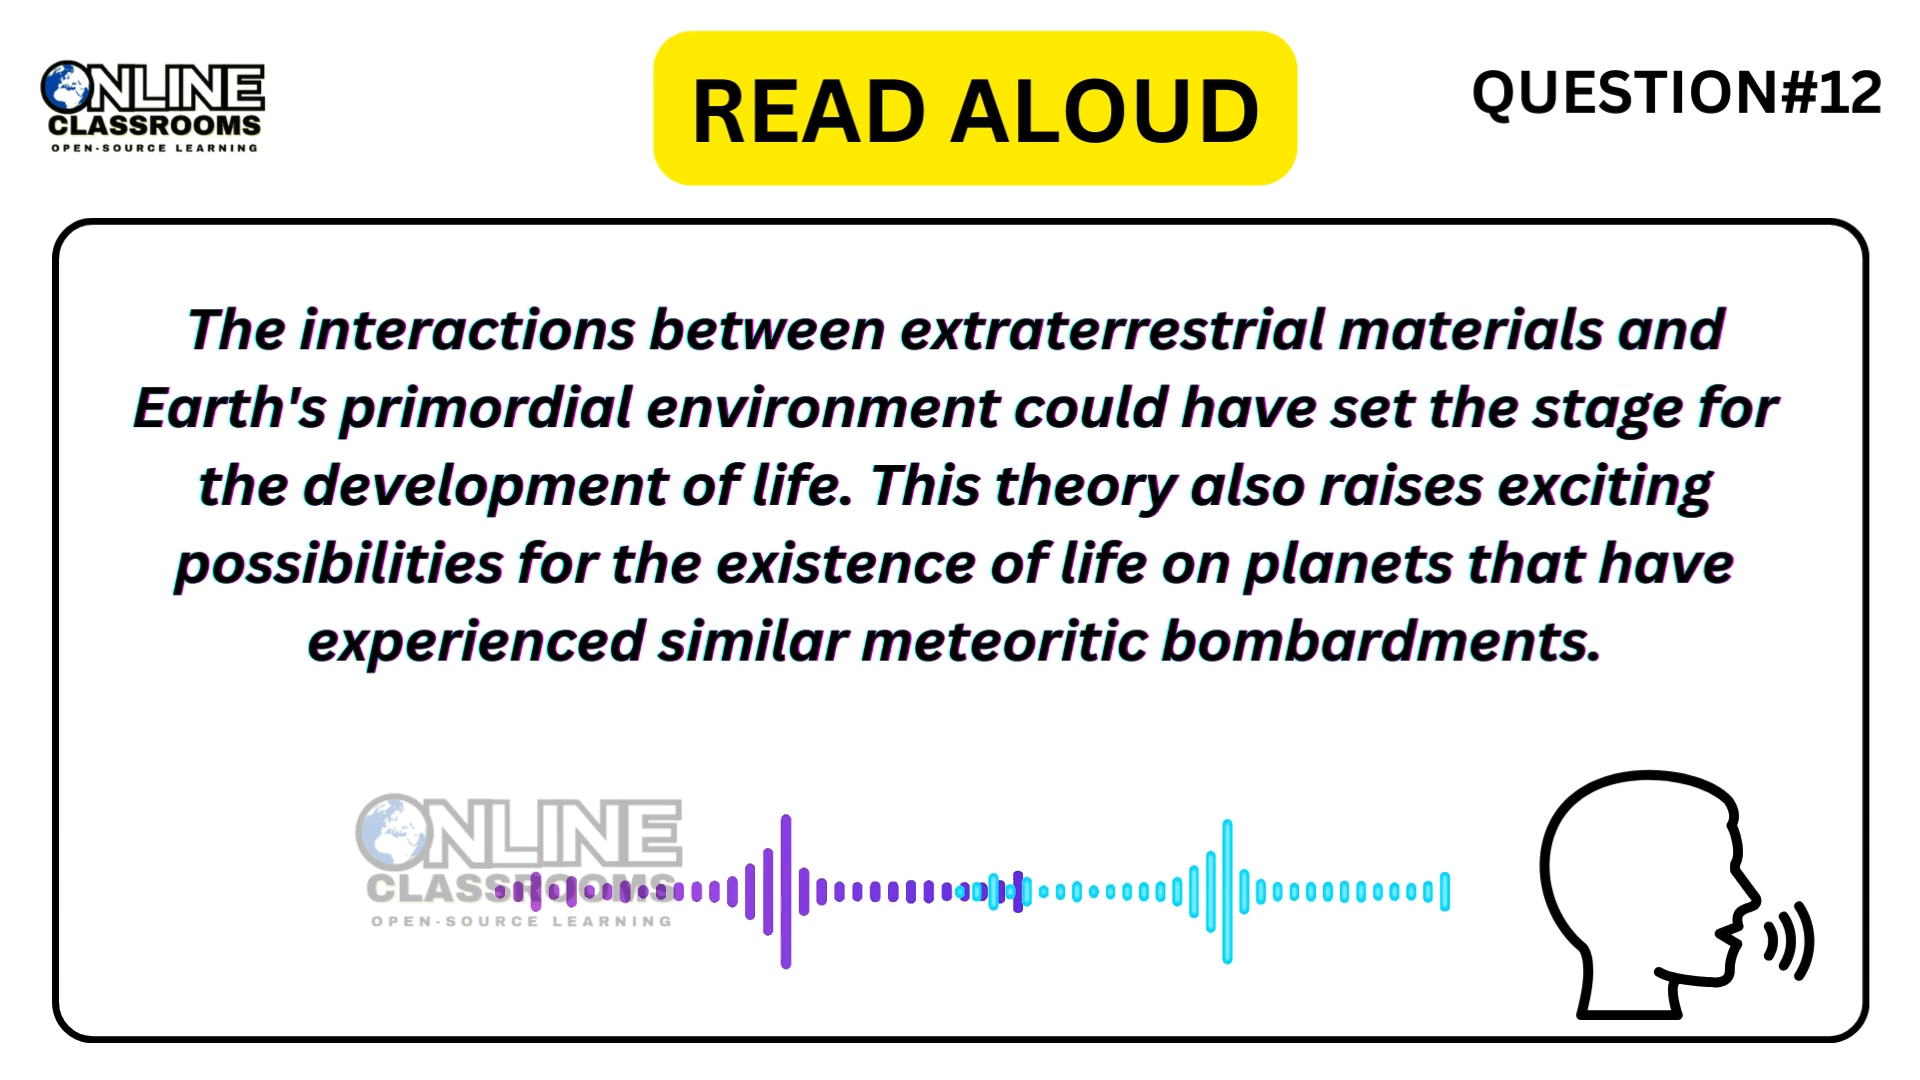 ONLINE
CLASSROOMS
OPEN-SOURCE LEARNING
READ ALOUD
QUESTION#12
The interactions between extraterrestrial materials and
Earth's primordial environment could have set the stage for
the development of life. This theory also raises exciting
possibilities for the existence of life on planets that have
experienced similar meteoritic bombardments.
ONLINE
CLASSROOMS
OPEN-SOURCE LEARNING